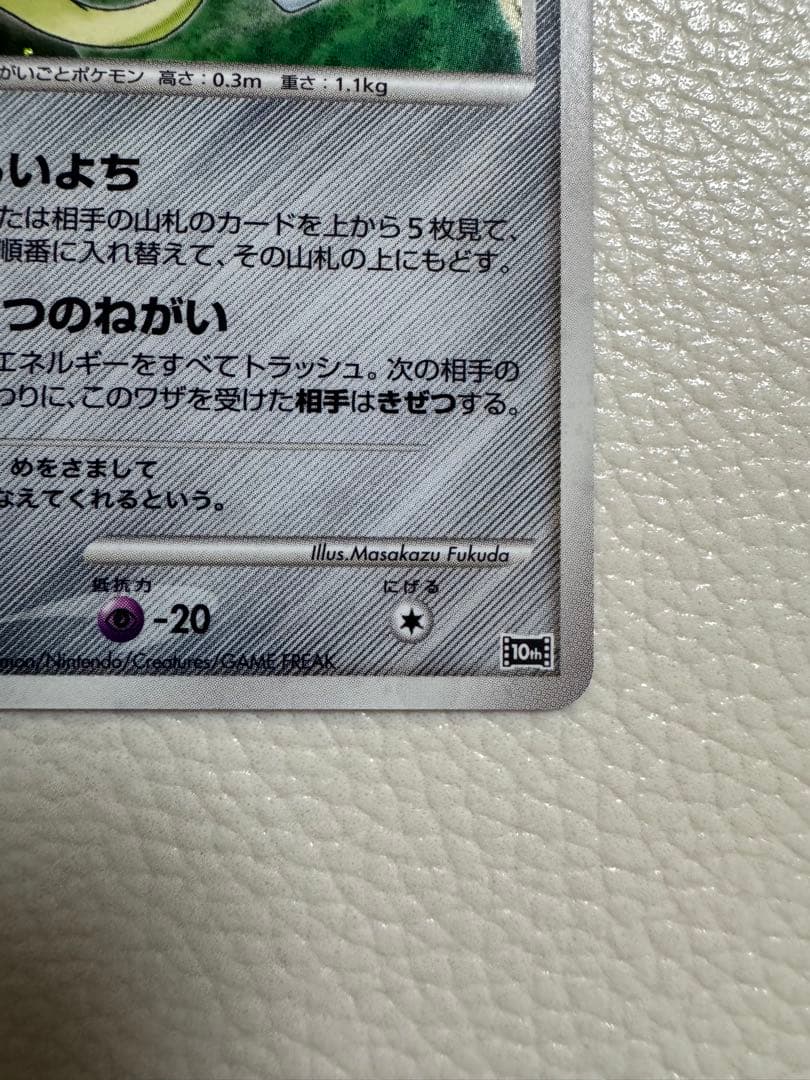 がいごとポケモン 高さ：0.3m 重さ：1.1kg
いよち
たは相手の山札のカードを上から5枚見て、
順番に入れ替えて、その山札の上にもどす。
つのねがい
エネルギーをすべてトラッシュ。次の相手の
わりに、このワザを受けた相手はきぜつする。
めをさまして
なえてくれるという。
Illus.Masakazu Fukuda
抵抗力 にげる
-20
mon/Nintendo/Creatures/GAME FREAK
10th